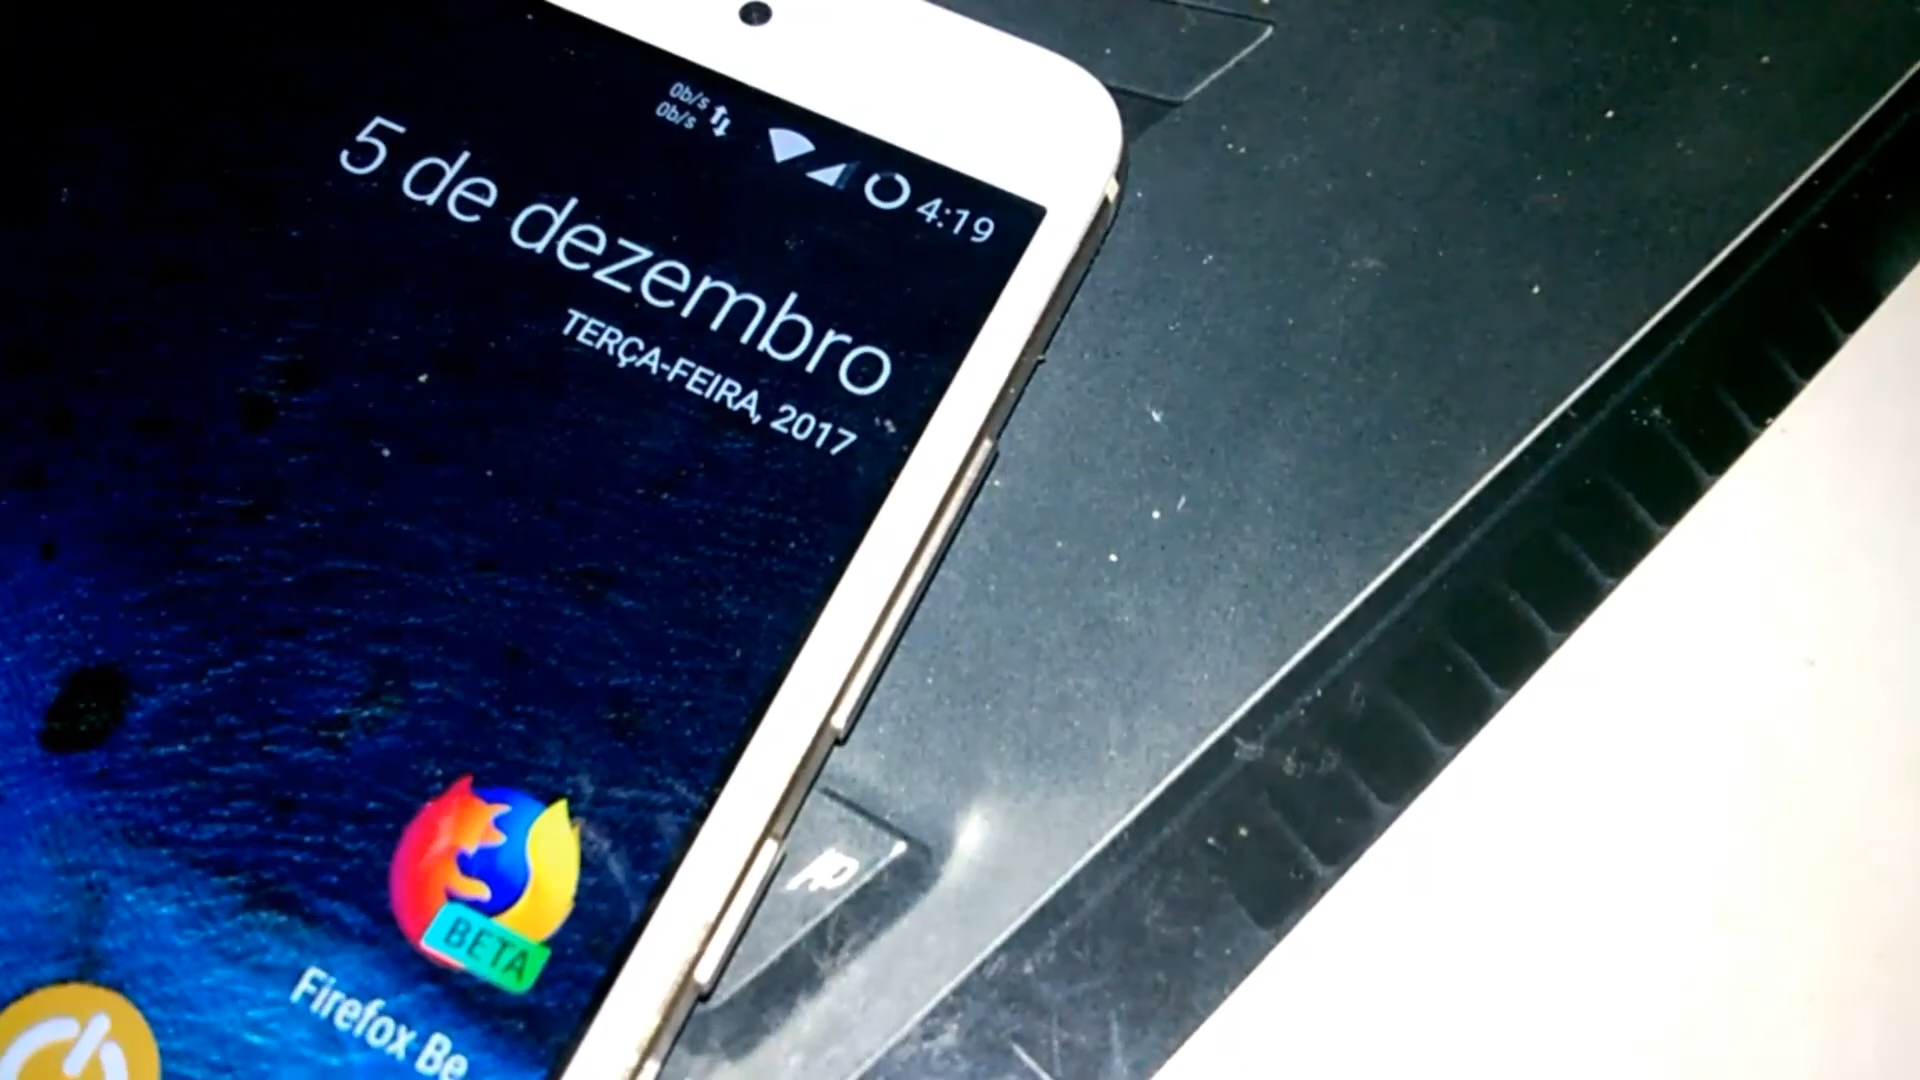 0b/s
0b/s
4:19
5 de dezembro
TERÇA-FEIRA, 2017
BETA
Firefox Be